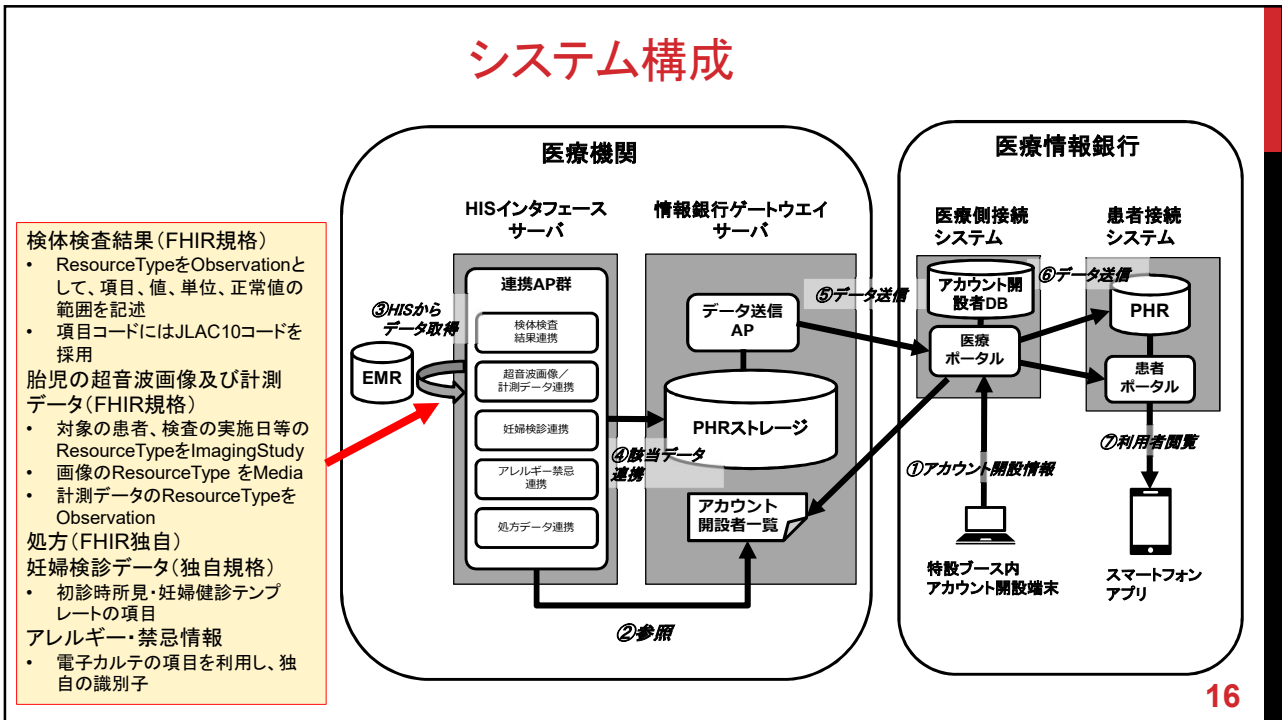 システム構成
検体検査結果（FHIR規格）
• ResourceTypeをObservationと
して、項目、値、単位、正常値の
範囲を記述
• 項目コードにはJLAC10コードを
採用
胎児の超音波画像及び計測
データ（FHIR規格）
• 対象の患者、検査の実施日等の
ResourceTypeをImagingStudy
• 画像のResourceType をMedia
• 計測データのResourceTypeを
Observation
処方（FHIR独自）
妊婦検診データ（独自規格）
• 初診時所見・妊婦健診テンプ
レートの項目
アレルギー・禁忌情報
• 電子カルテの項目を利用し、独
自の識別子
医療機関
HISインタフェース
サーバ
連携AP群
検体検査
結果連携
超音波画像／
計測データ連携
妊婦検診連携
アレルギー禁忌
連携
処方データ連携
③HISから
データ取得
EMR
情報銀行ゲートウエイ
サーバ
データ送信
AP
PHRストレージ
④該当データ
連携
アカウント
開設者一覧
②参照
⑤データ送信
医療情報銀行
医療側接続
システム
アカウント開
設者DB
医療
ポータル
①アカウント開設情報
特設ブース内
アカウント開設端末
患者接続
システム
⑥データ送信
PHR
患者
ポータル
⑦利用者閲覧
スマートフォン
アプリ
16